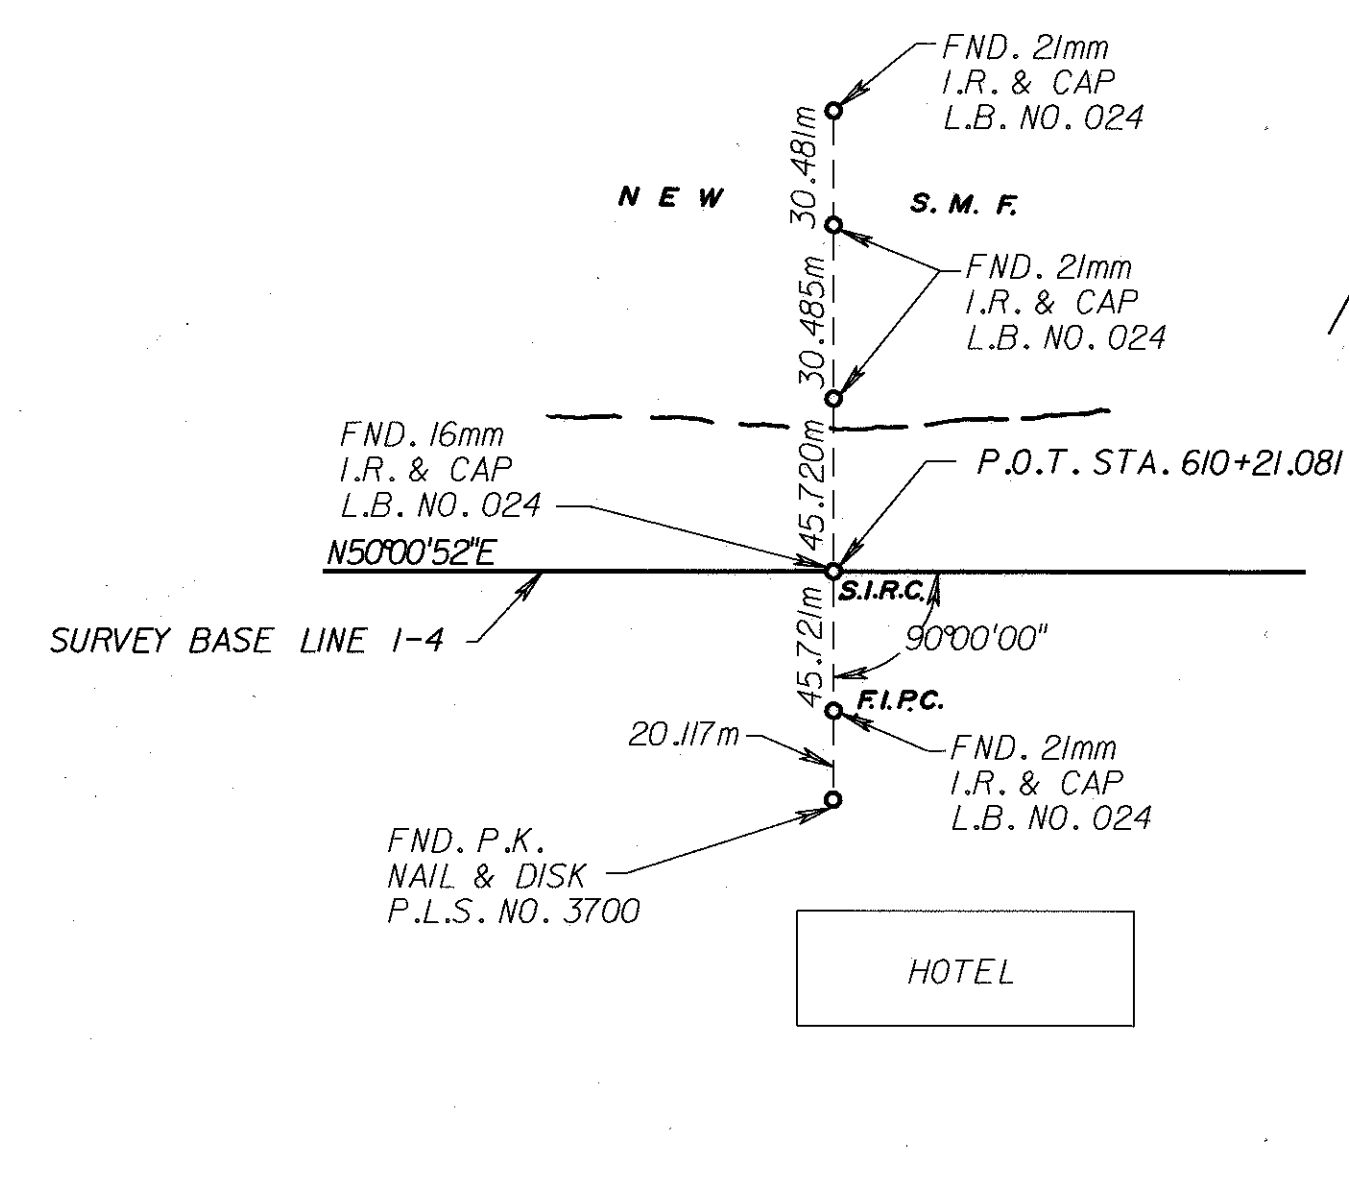 FND. 21mm
I.R. & CAP
L.B. NO. 024
30.481m
NEW
S. M. F.
FND. 21mm
I.R. & CAP
L.B. NO. 024
30.485m
FND. 16mm
I.R. & CAP
L.B. NO. 024
45.720m
P.O.T. STA. 610+21.081
N50°00'52"E
S.I.R.C.
SURVEY BASE LINE 1-4
45.721m
90°00'00"
F.I.P.C.
20.117m
FND. 21mm
I.R. & CAP
L.B. NO. 024
FND. P.K.
NAIL & DISK
P.L.S. NO. 3700
HOTEL